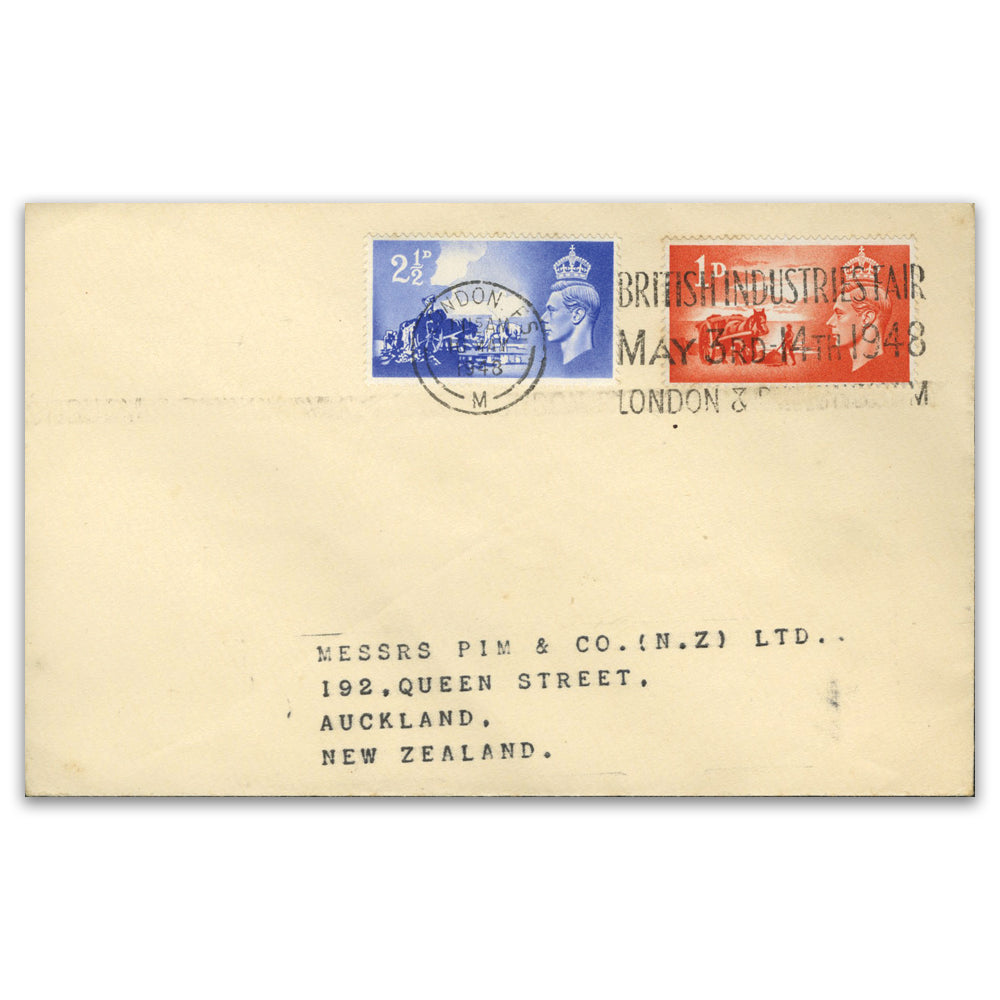 2½D
1D
LONDON, F.S
M
1948
BRITISH INDUSTRIES FAIR
MAY 3RD-14TH 1948
LONDON &
MESSRS PIM & CO.(N.Z) LTD..
192,QUEEN STREET,
AUCKLAND,
NEW ZEALAND.